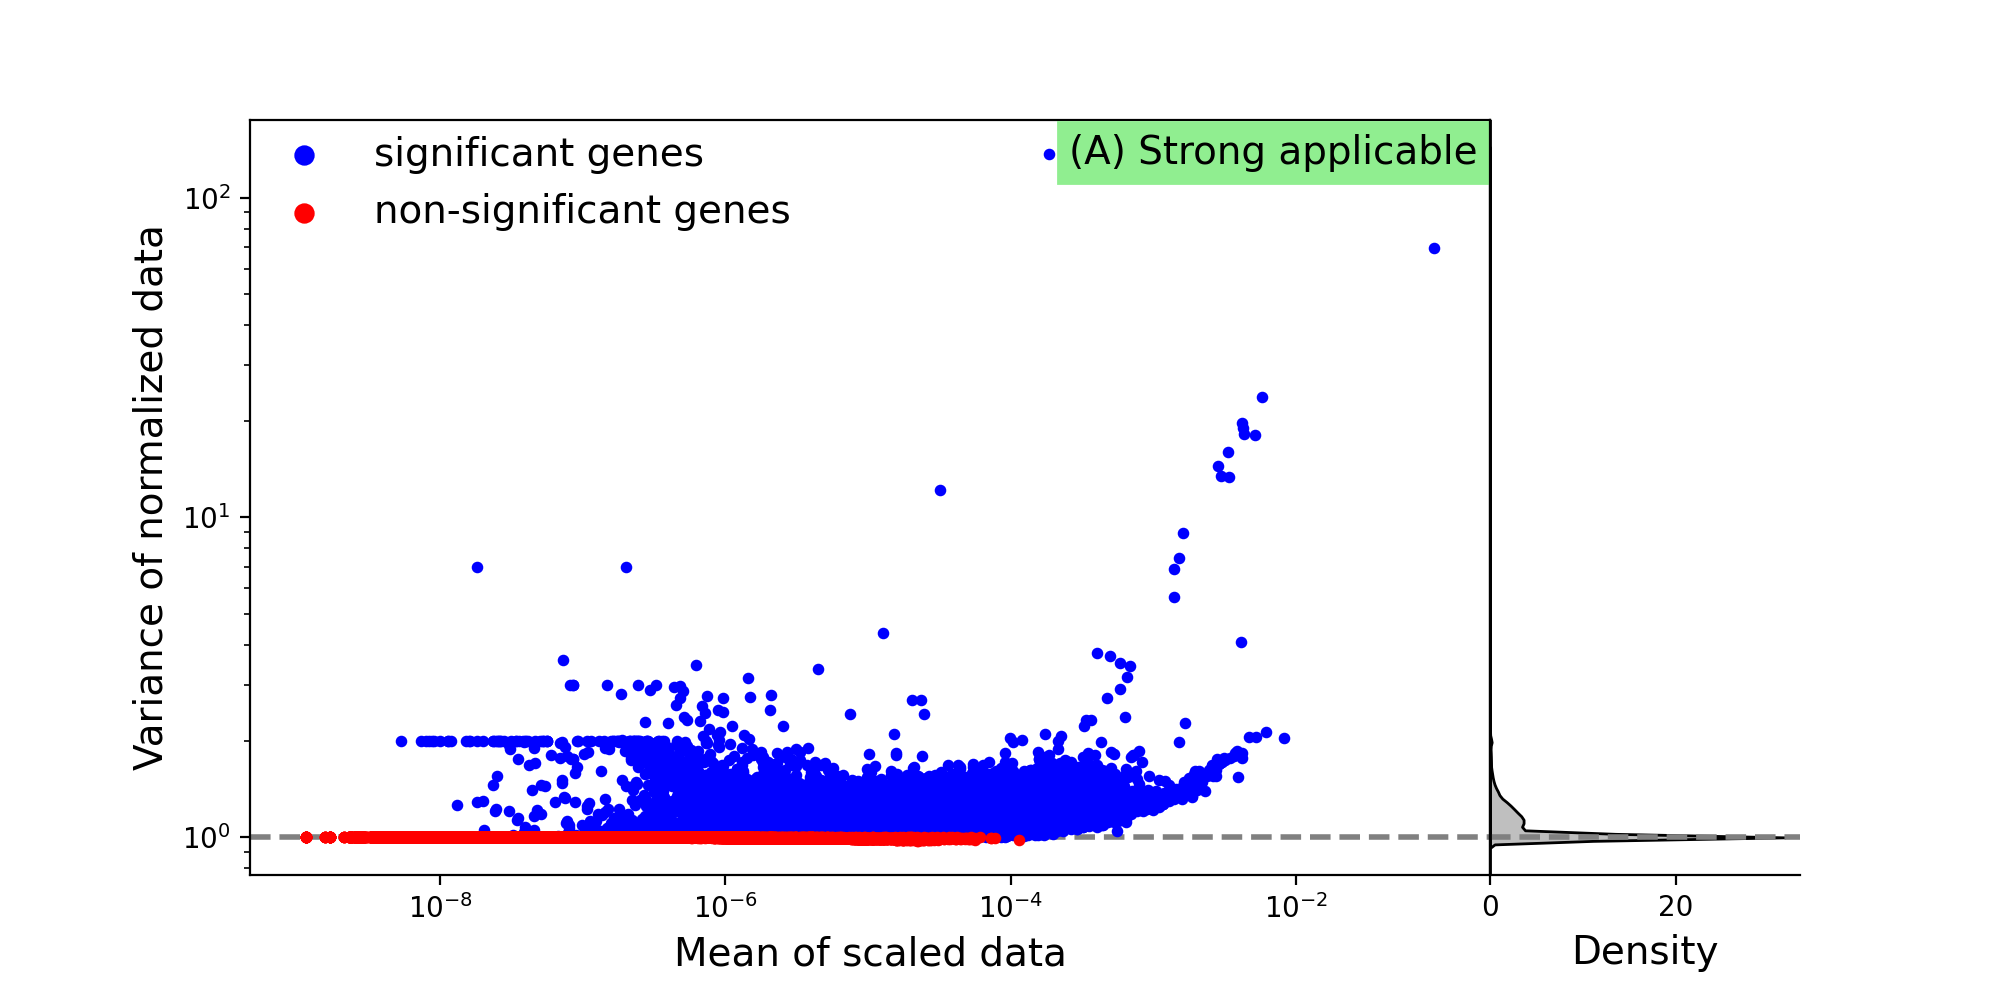 significant genes
non-significant genes
(A) Strong applicable
Variance of normalized data
10²
10¹
10⁰
10⁻⁸
10⁻⁶
10⁻⁴
10⁻²
0
20
Mean of scaled data
Density